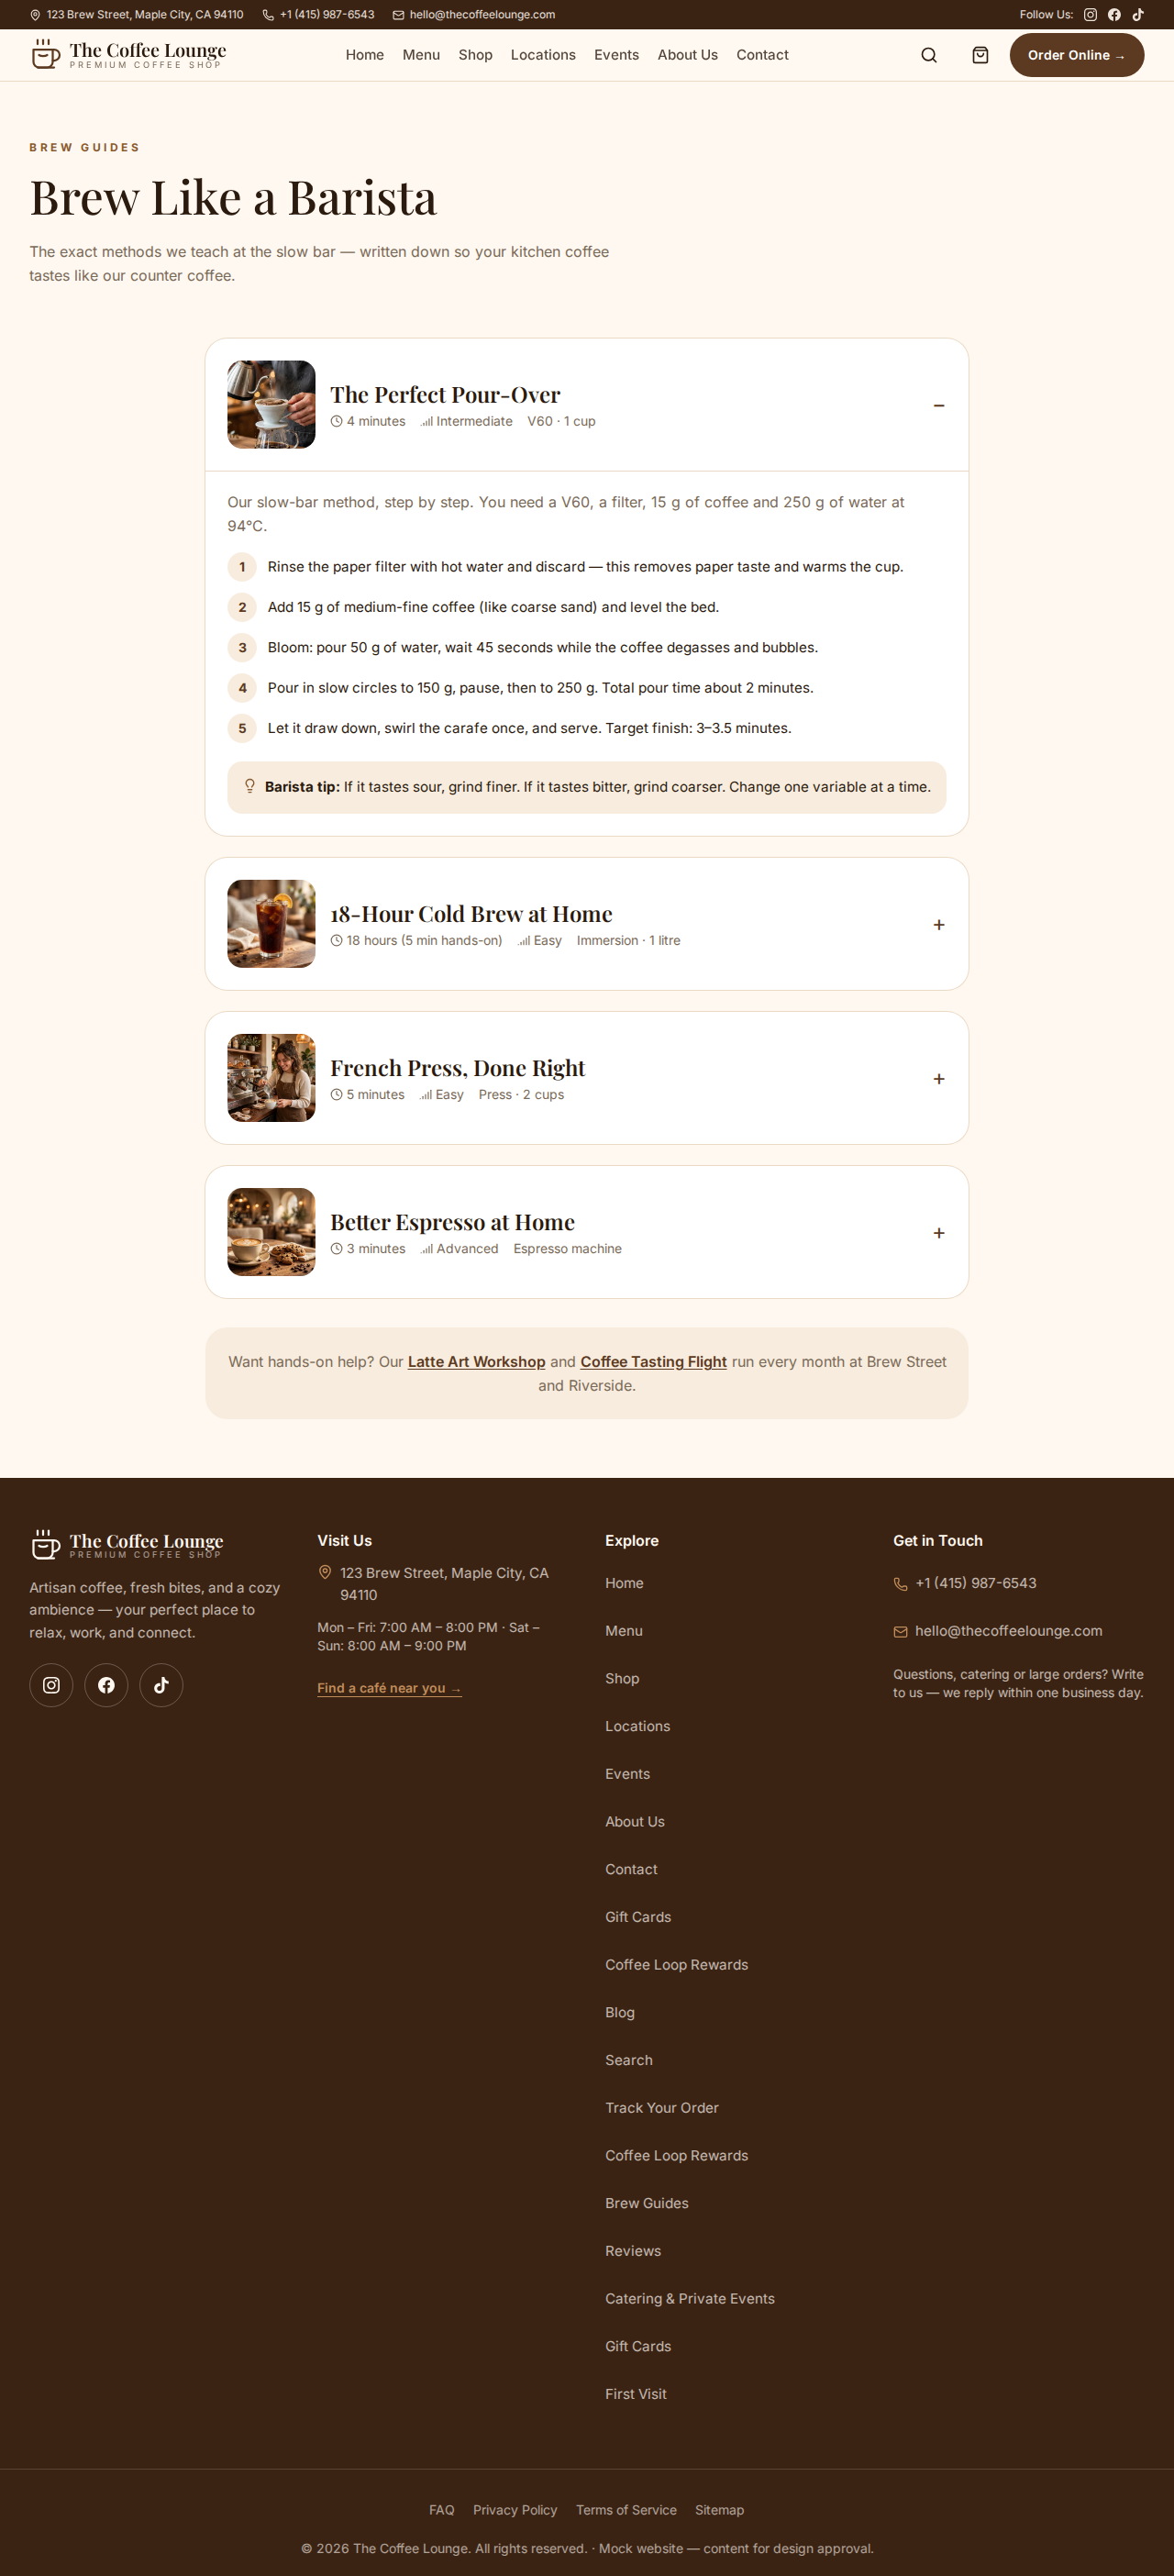 123 Brew Street, Maple City, CA 94110 +1 (415) 987-6543 hello@thecoffeelounge.com Follow Us:
The Coffee Lounge
PREMIUM COFFEE SHOP
Home Menu Shop Locations Events About Us Contact
Order Online →
BREW GUIDES
Brew Like a Barista
The exact methods we teach at the slow bar — written down so your kitchen coffee
tastes like our counter coffee.
The Perfect Pour-Over
4 minutes Intermediate V60 · 1 cup
Our slow-bar method, step by step. You need a V60, a filter, 15 g of coffee and 250 g of water at
94°C.
1 Rinse the paper filter with hot water and discard — this removes paper taste and warms the cup.
2 Add 15 g of medium-fine coffee (like coarse sand) and level the bed.
3 Bloom: pour 50 g of water, wait 45 seconds while the coffee degasses and bubbles.
4 Pour in slow circles to 150 g, pause, then to 250 g. Total pour time about 2 minutes.
5 Let it draw down, swirl the carafe once, and serve. Target finish: 3–3.5 minutes.
Barista tip: If it tastes sour, grind finer. If it tastes bitter, grind coarser. Change one variable at a time.
18-Hour Cold Brew at Home
18 hours (5 min hands-on) Easy Immersion · 1 litre
French Press, Done Right
5 minutes Easy Press · 2 cups
Better Espresso at Home
3 minutes Advanced Espresso machine
Want hands-on help? Our Latte Art Workshop and Coffee Tasting Flight run every month at Brew Street
and Riverside.
The Coffee Lounge
PREMIUM COFFEE SHOP
Artisan coffee, fresh bites, and a cozy
ambience — your perfect place to
relax, work, and connect.
Visit Us
123 Brew Street, Maple City, CA
94110
Mon – Fri: 7:00 AM – 8:00 PM · Sat –
Sun: 8:00 AM – 9:00 PM
Find a café near you →
Explore
Home
Menu
Shop
Locations
Events
About Us
Contact
Gift Cards
Coffee Loop Rewards
Blog
Search
Track Your Order
Coffee Loop Rewards
Brew Guides
Reviews
Catering & Private Events
Gift Cards
First Visit
Get in Touch
+1 (415) 987-6543
hello@thecoffeelounge.com
Questions, catering or large orders? Write
to us — we reply within one business day.
FAQ Privacy Policy Terms of Service Sitemap
© 2026 The Coffee Lounge. All rights reserved. · Mock website — content for design approval.